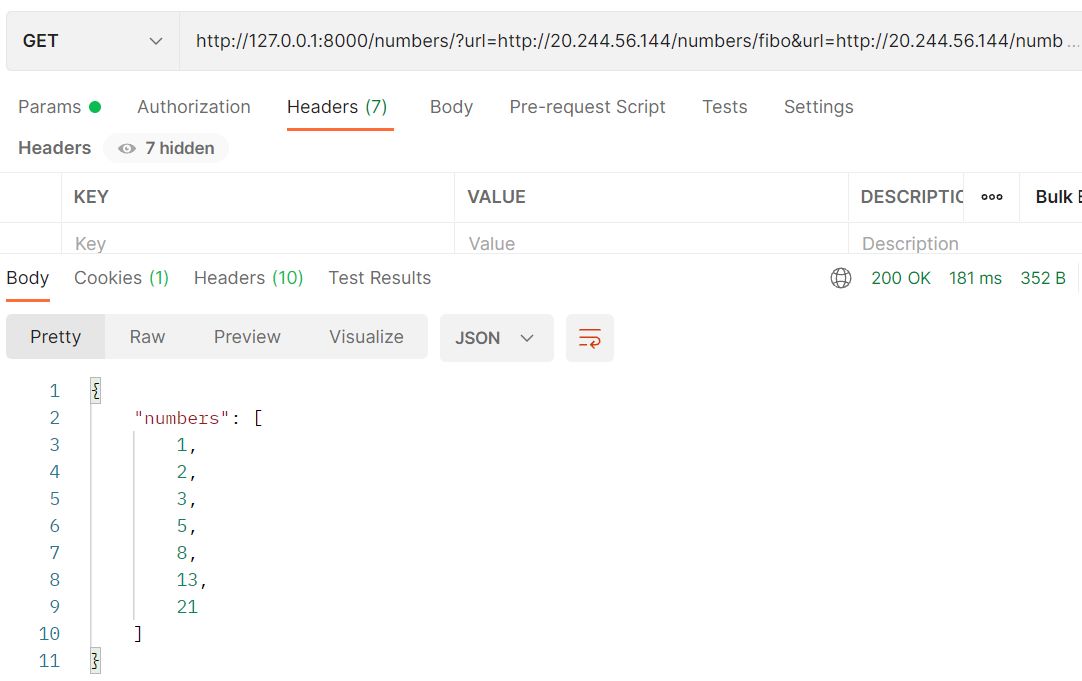 GET http://127.0.0.1:8000/numbers/?url=http://20.244.56.144/numbers/fibo&url=http://20.244.56.144/numb ...
Params Authorization Headers (7) Body Pre-request Script Tests Settings
Headers 7 hidden
KEY VALUE DESCRIPTIC ooo Bulk E
Key Value Description
Body Cookies (1) Headers (10) Test Results 200 OK 181 ms 352 B
Pretty Raw Preview Visualize JSON
1 {
2 "numbers": [
3 1,
4 2,
5 3,
6 5,
7 8,
8 13,
9 21
10 ]
11 }